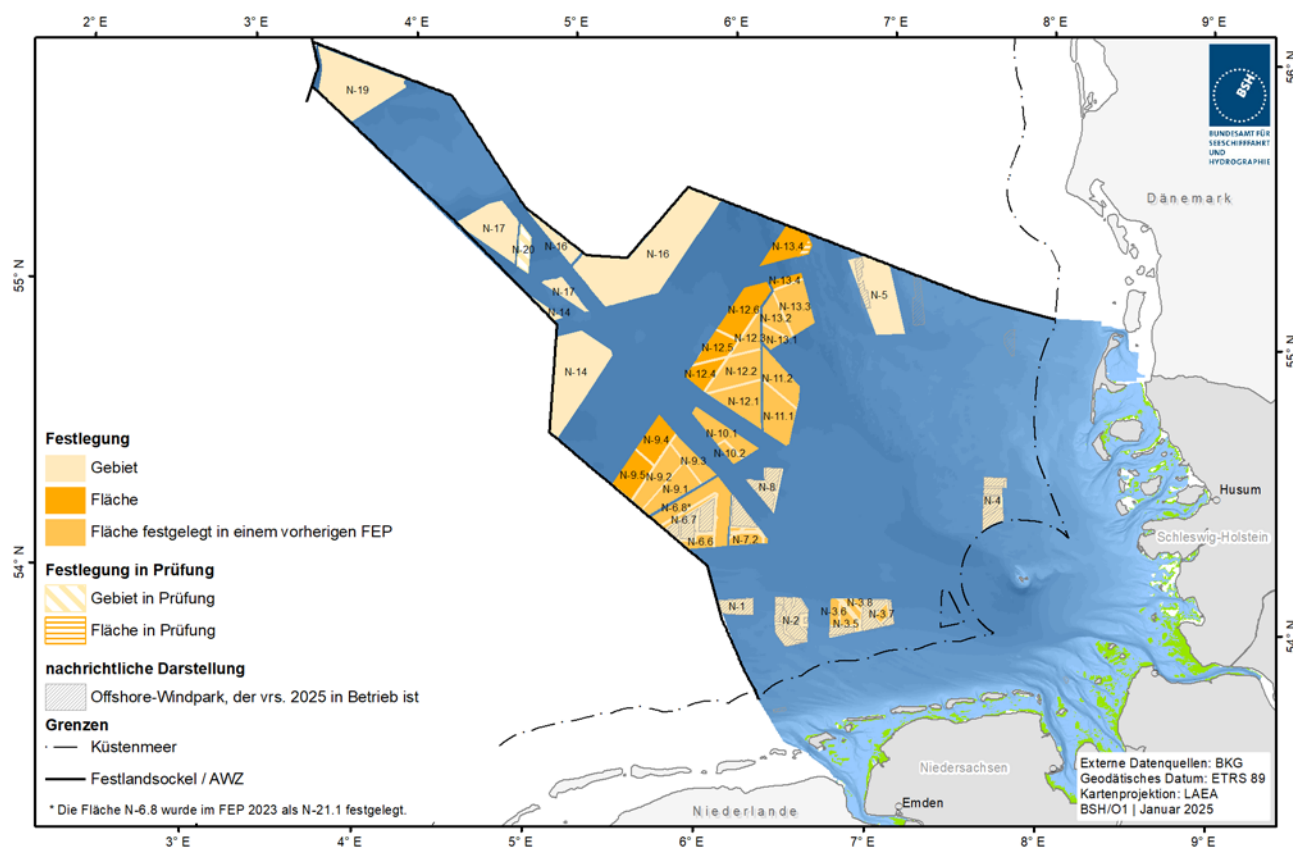 2° E 3° E 4° E 5° E 6° E 7° E 8° E 9° E
56° N
BSH
BUNDESAMT FÜR
SEESCHIFFFAHRT
UND
HYDROGRAPHIE
Dänemark
N-19
N-17
N-20
N-16
N-16
N-17
N-14
N-14
N-13.4
N-13.4
N-5
N-13.3
N-12.6
N-13.2
N-12.3
N-13.1
N-12.5
N-12.4
N-12.2
N-11.2
N-12.1
N-11.1
N-10.1
N-10.2
N-9.4
N-9.3
N-9.5
N-9.2
N-9.1
N-8
N-4
N-6.8*
N-6.7
N-6.6
N-7.2
N-1
N-2
N-3.8
N-3.6
N-3.7
N-3.5
55° N
55° N
54° N
54° N
Husum
Schleswig-Holstein
Niedersachsen
Emden
Niederlande
Festlegung
Gebiet
Fläche
Fläche festgelegt in einem vorherigen FEP
Festlegung in Prüfung
Gebiet in Prüfung
Fläche in Prüfung
nachrichtliche Darstellung
Offshore-Windpark, der vrs. 2025 in Betrieb ist
Grenzen
Küstenmeer
Festlandsockel / AWZ
* Die Fläche N-6.8 wurde im FEP 2023 als N-21.1 festgelegt.
Externe Datenquellen: BKG
Geodätisches Datum: ETRS 89
Kartenprojektion: LAEA
BSH/O1 | Januar 2025
3° E 4° E 5° E 6° E 7° E 8° E 9° E